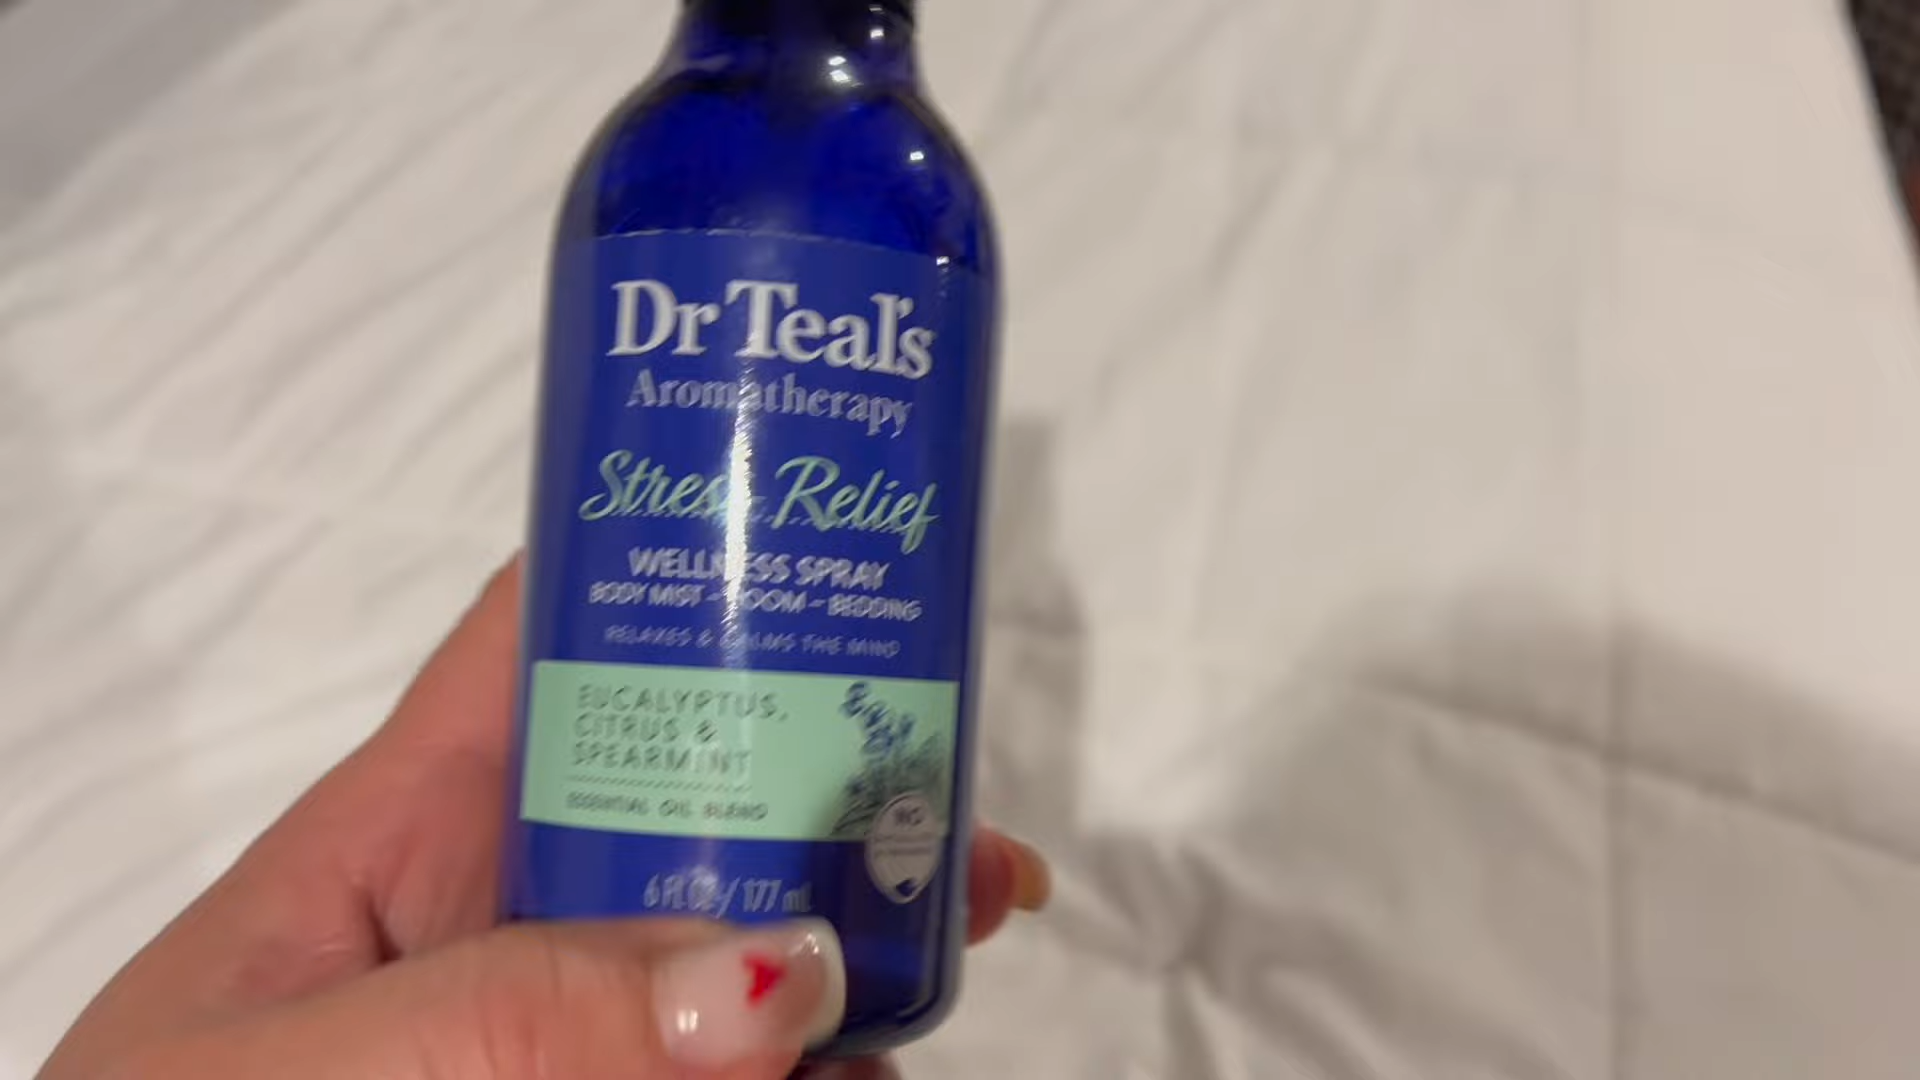 Dr Teal's
Aromatherapy
Stress Relief
WELLNESS SPRAY
BODY MIST - ROOM - BEDDING
RELAXES & CALMS THE MIND
EUCALYPTUS,
CITRUS &
SPEARMINT
ESSENTIAL OIL BLEND
NO
6 FL OZ / 177 mL